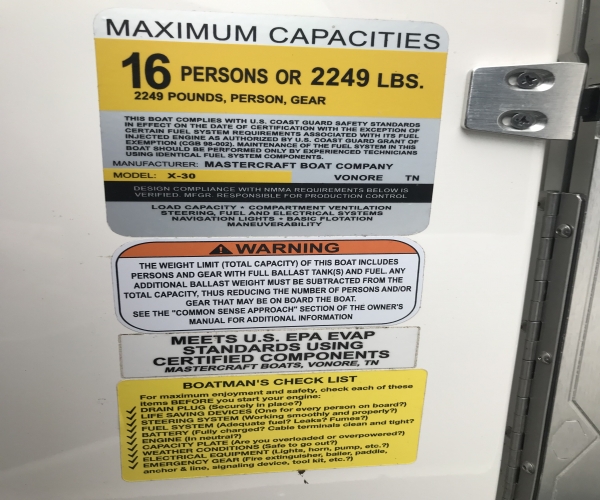 MAXIMUM CAPACITIES
16 PERSONS OR 2249 LBS.
2249 POUNDS, PERSON, GEAR
THIS BOAT COMPLIES WITH U.S. COAST GUARD SAFETY STANDARDS
IN EFFECT ON THE DATE OF CERTIFICATION WITH THE EXCEPTION OF
CERTAIN FUEL SYSTEM REQUIREMENTS ASSOCIATED WITH ITS FUEL
INJECTED ENGINE AS AUTHORIZED BY U.S. COAST GUARD GRANT OF
EXEMPTION (CGB 98-002). MAINTENANCE OF THE FUEL SYSTEM IN THIS
BOAT SHOULD BE PERFORMED ONLY BY EXPERIENCED TECHNICIANS
USING IDENTICAL FUEL SYSTEM COMPONENTS.
MANUFACTURER: MASTERCRAFT BOAT COMPANY
MODEL: X-30 VONORE TN
DESIGN COMPLIANCE WITH NMMA REQUIREMENTS BELOW IS
VERIFIED. MFGR. RESPONSIBLE FOR PRODUCTION CONTROL
LOAD CAPACITY • COMPARTMENT VENTILATION
STEERING, FUEL AND ELECTRICAL SYSTEMS
NAVIGATION LIGHTS • BASIC FLOTATION
MANEUVERABILITY
WARNING
THE WEIGHT LIMIT (TOTAL CAPACITY) OF THIS BOAT INCLUDES
PERSONS AND GEAR WITH FULL BALLAST TANK(S) AND FUEL. ANY
ADDITIONAL BALLAST WEIGHT MUST BE SUBTRACTED FROM THE
TOTAL CAPACITY, THUS REDUCING THE NUMBER OF PERSONS AND/OR
GEAR THAT MAY BE ON BOARD THE BOAT.
SEE THE "COMMON SENSE APPROACH" SECTION OF THE OWNER'S
MANUAL FOR ADDITIONAL INFORMATION
MEETS U.S. EPA EVAP
STANDARDS USING
CERTIFIED COMPONENTS
MASTERCRAFT BOATS, VONORE, TN
BOATMAN'S CHECK LIST
For maximum enjoyment and safety, check each of these
items BEFORE you start your engine:
DRAIN PLUG (Securely in place?)
LIFE SAVING DEVICES (One for every person on board?)
STEERING SYSTEM (Working smoothly and properly?)
FUEL SYSTEM (Adequate fuel? Leaks? Fumes?)
BATTERY (Fully charged? Cable terminals clean and tight?
ENGINE (In neutral?)
CAPACITY PLATE (Are you overloaded or overpowered?)
WEATHER CONDITIONS (Safe to go out?)
ELECTRICAL EQUIPMENT (Lights, horn, pump, etc.?)
EMERGENCY GEAR (Fire extinguisher, bailer, paddle,
anchor & line, signaling device, tool kit, etc.?)